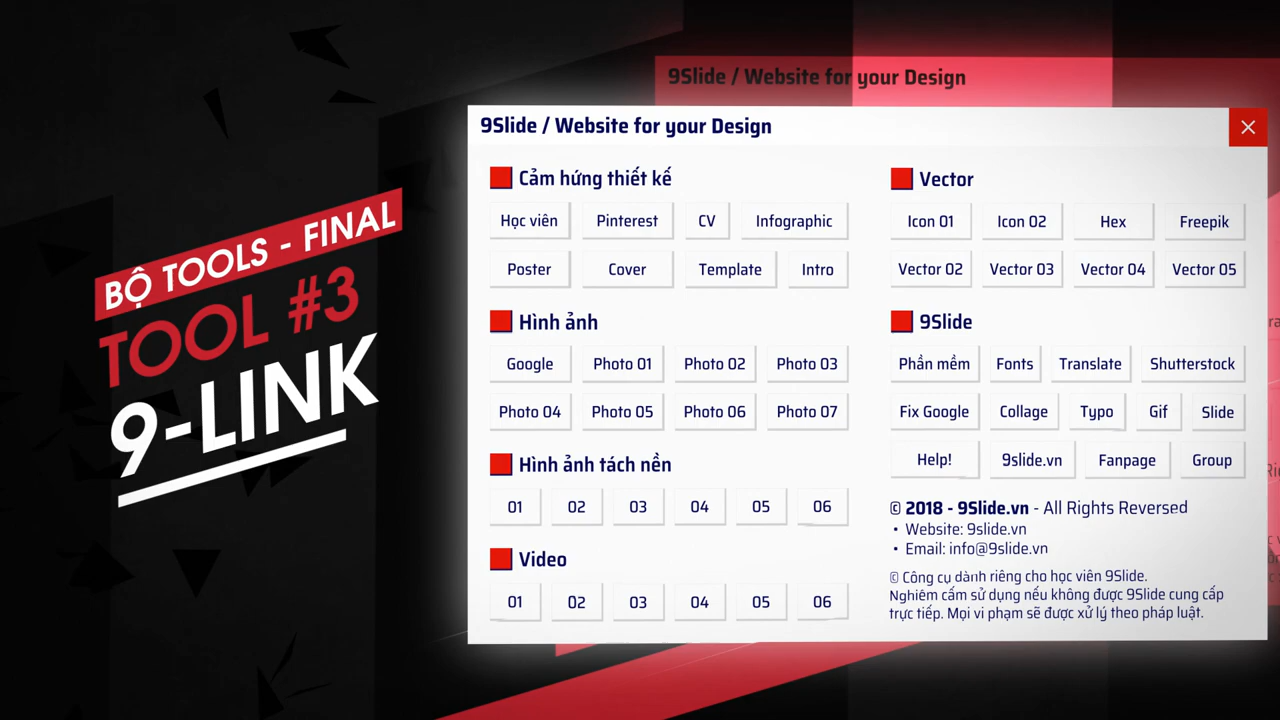 BỘ TOOLS - FINAL
TOOL #3
9-LINK
9Slide / Website for your Design
9Slide / Website for your Design
Cảm hứng thiết kế
Học viên Pinterest CV Infographic
Poster Cover Template Intro
Hình ảnh
Google Photo 01 Photo 02 Photo 03
Photo 04 Photo 05 Photo 06 Photo 07
Hình ảnh tách nền
01 02 03 04 05 06
Video
01 02 03 04 05 06
Vector
Icon 01 Icon 02 Hex Freepik
Vector 02 Vector 03 Vector 04 Vector 05
9Slide
Phần mềm Fonts Translate Shutterstock
Fix Google Collage Typo Gif Slide
Help! 9slide.vn Fanpage Group
© 2018 - 9Slide.vn - All Rights Reversed
• Website: 9slide.vn
• Email: info@9slide.vn
© Công cụ dành riêng cho học viên 9Slide.
Nghiêm cấm sử dụng nếu không được 9Slide cung cấp
trực tiếp. Mọi vi phạm sẽ được xử lý theo pháp luật.